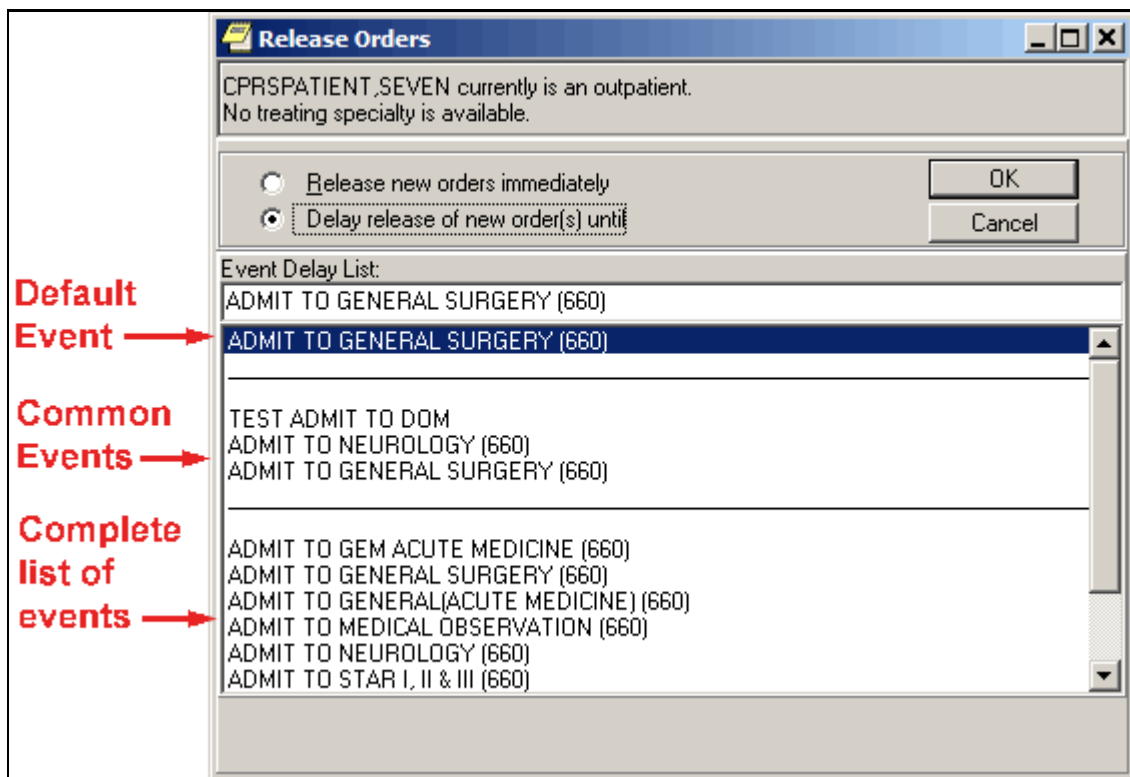 Release Orders
CPRSPATIENT,SEVEN currently is an outpatient.
No treating specialty is available.
Release new orders immediately
OK
Delay release of new order(s) until
Cancel
Event Delay List:
ADMIT TO GENERAL SURGERY (660)
Default
Event
ADMIT TO GENERAL SURGERY (660)
Common
Events
TEST ADMIT TO DOM
ADMIT TO NEUROLOGY (660)
ADMIT TO GENERAL SURGERY (660)
Complete
list of
events
ADMIT TO GEM ACUTE MEDICINE (660)
ADMIT TO GENERAL SURGERY (660)
ADMIT TO GENERAL(ACUTE MEDICINE) (660)
ADMIT TO MEDICAL OBSERVATION (660)
ADMIT TO NEUROLOGY (660)
ADMIT TO STAR I, II & III (660)